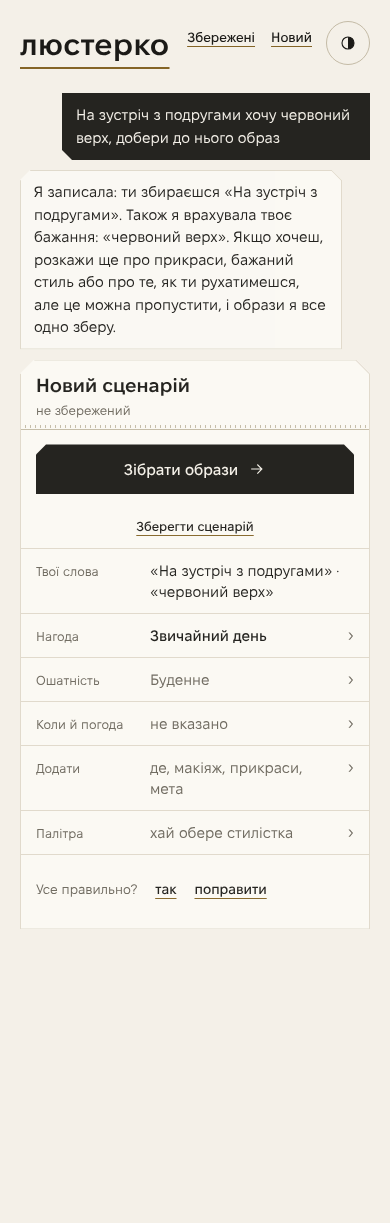 люстерко
Збережені
Новий
На зустріч з подругами хочу червоний
верх, добери до нього образ
Я записала: ти збираєшся «На зустріч з
подругами». Також я врахувала твоє
бажання: «червоний верх». Якщо хочеш,
розкажи ще про прикраси, бажаний
стиль або про те, як ти рухатимешся,
але це можна пропустити, і образи я все
одно зберу.
Новий сценарій
не збережений
Зібрати образи →
Зберегти сценарій
Твої слова
«На зустріч з подругами» ·
«червоний верх»
Нагода
Звичайний день
Ошатність
Буденне
Коли й погода
не вказано
Додати
де, макіяж, прикраси,
мета
Палітра
хай обере стилістка
Усе правильно? так поправити